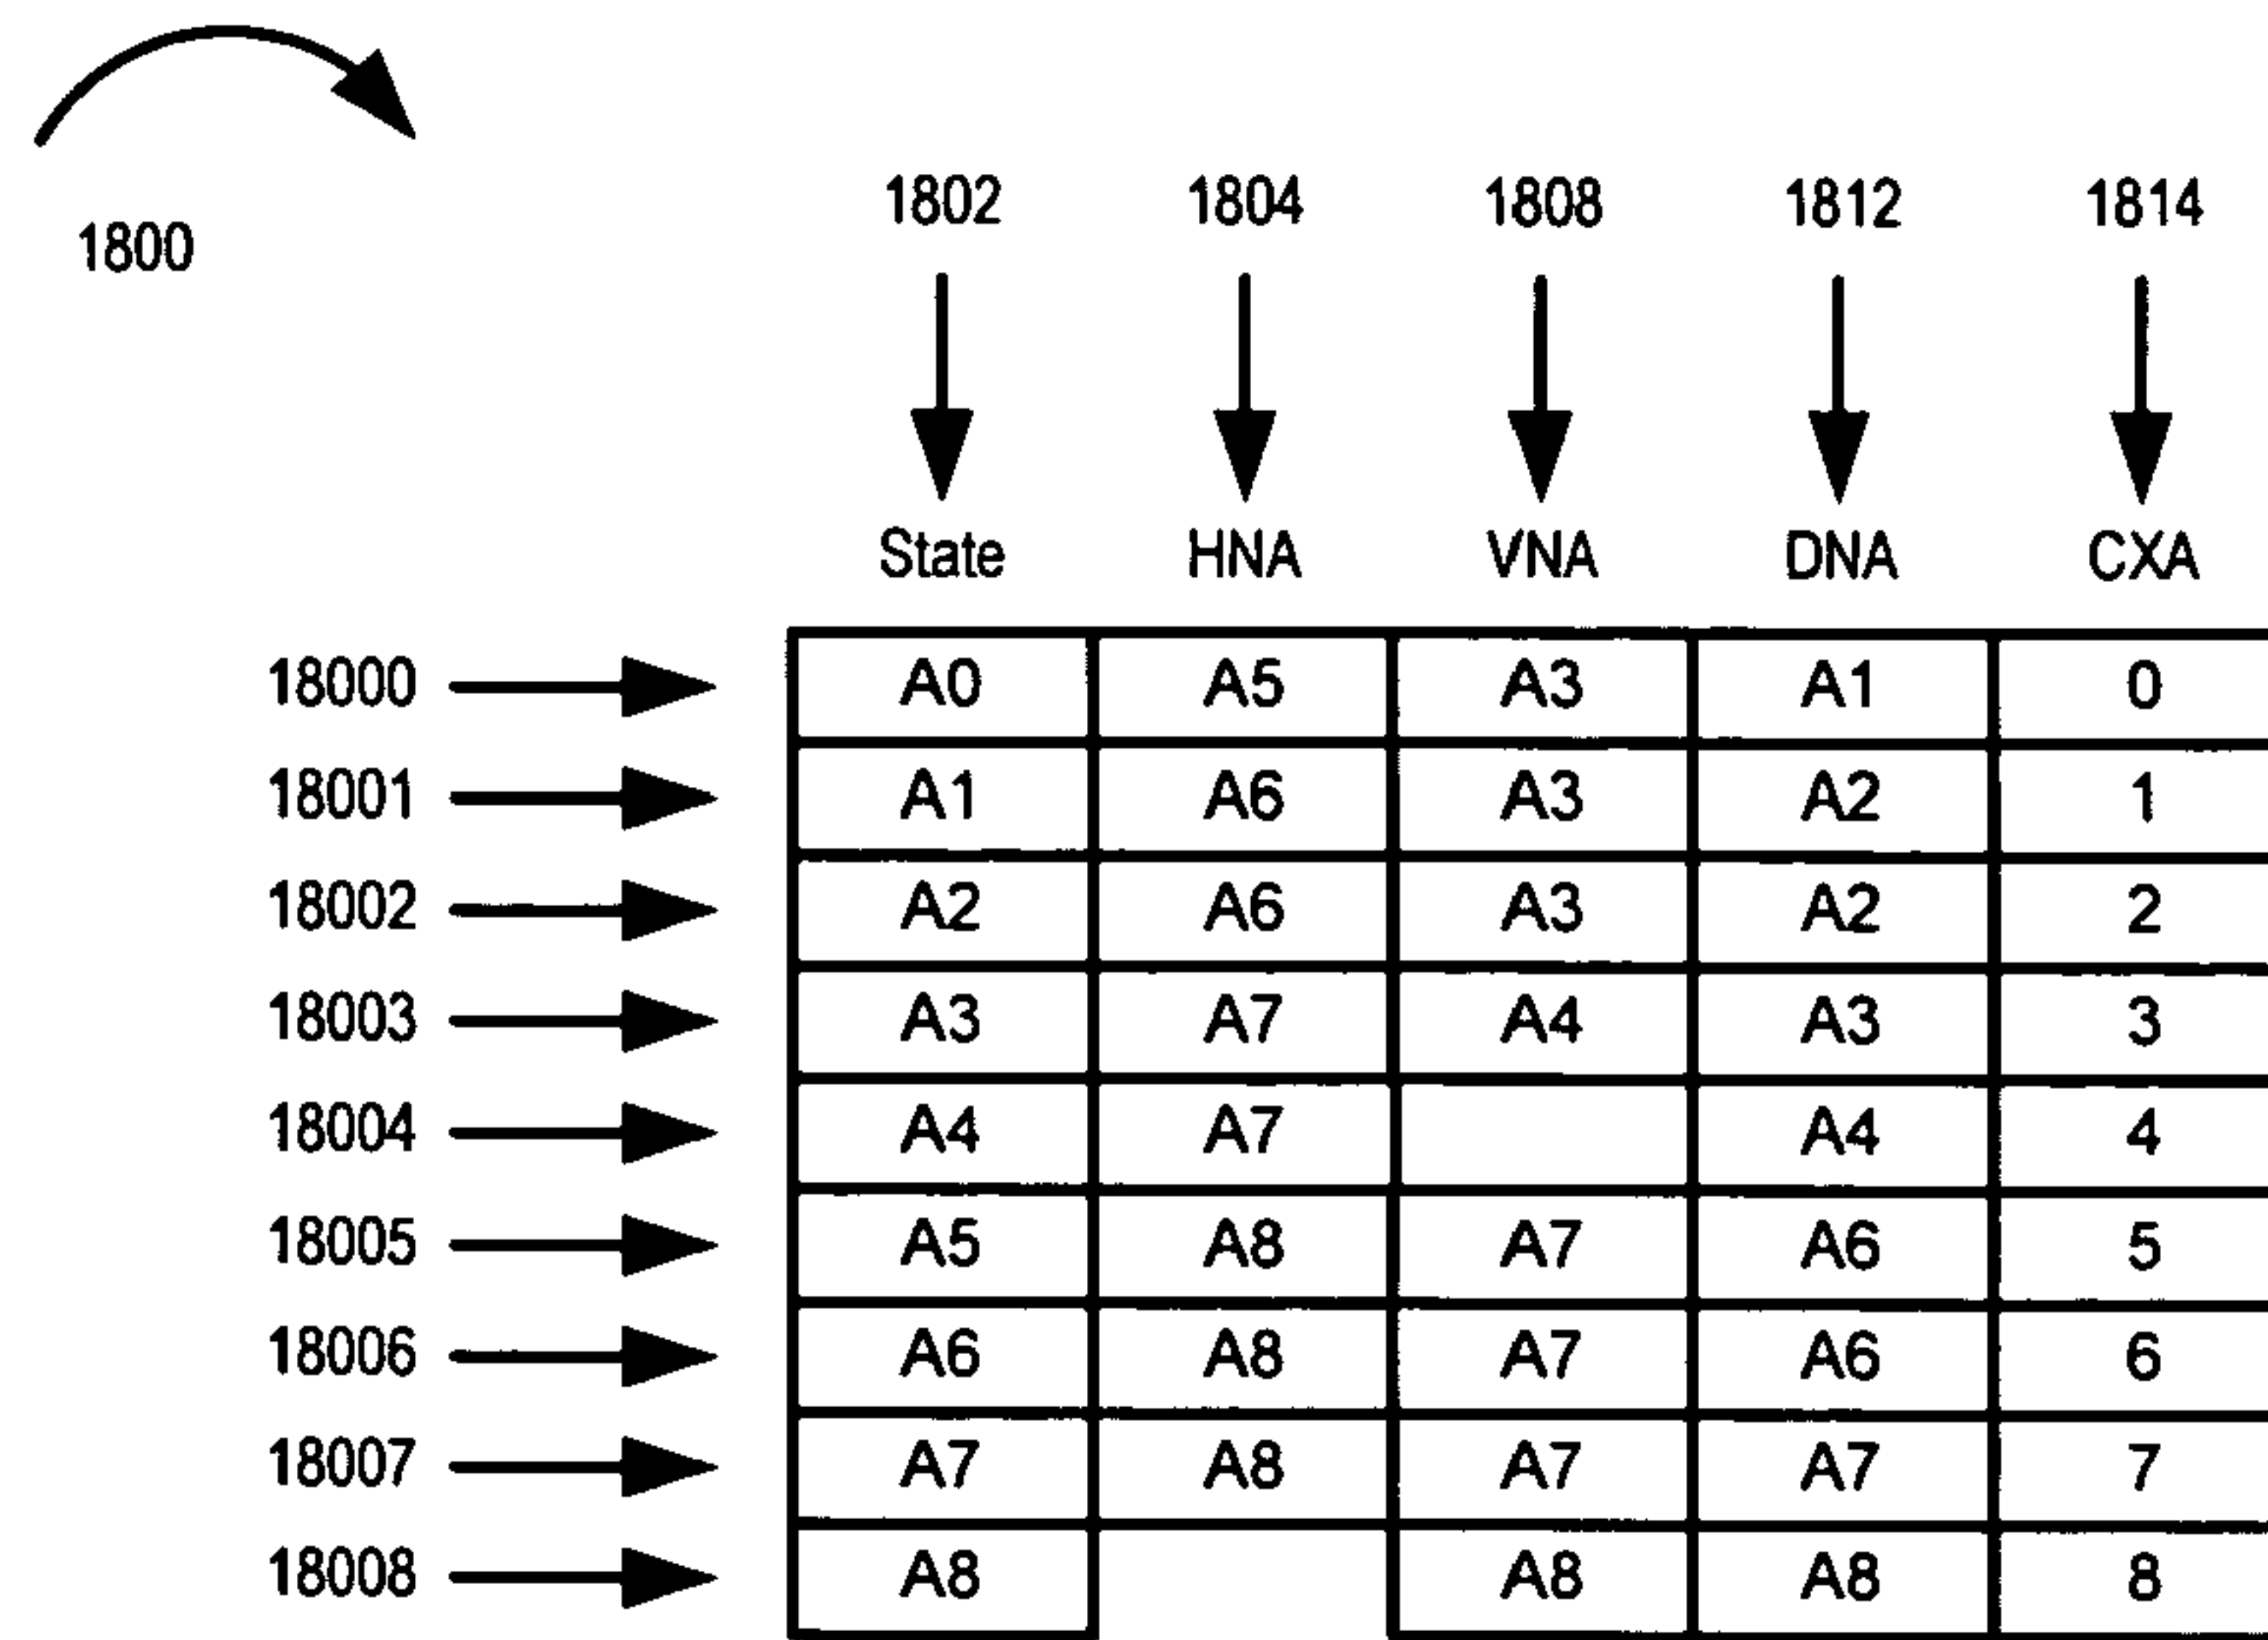 1802 1804 1808 1812 1814
1800
State HNA VNA DNA CXA
18000 A0 A5 A3 A1 0
18001 A1 A6 A3 A2 1
18002 A2 A6 A3 A2 2
18003 A3 A7 A4 A3 3
18004 A4 A7 A4 4
18005 A5 A8 A7 A6 5
18006 A6 A8 A7 A6 6
18007 A7 A8 A7 A7 7
18008 A8 A8 A8 8